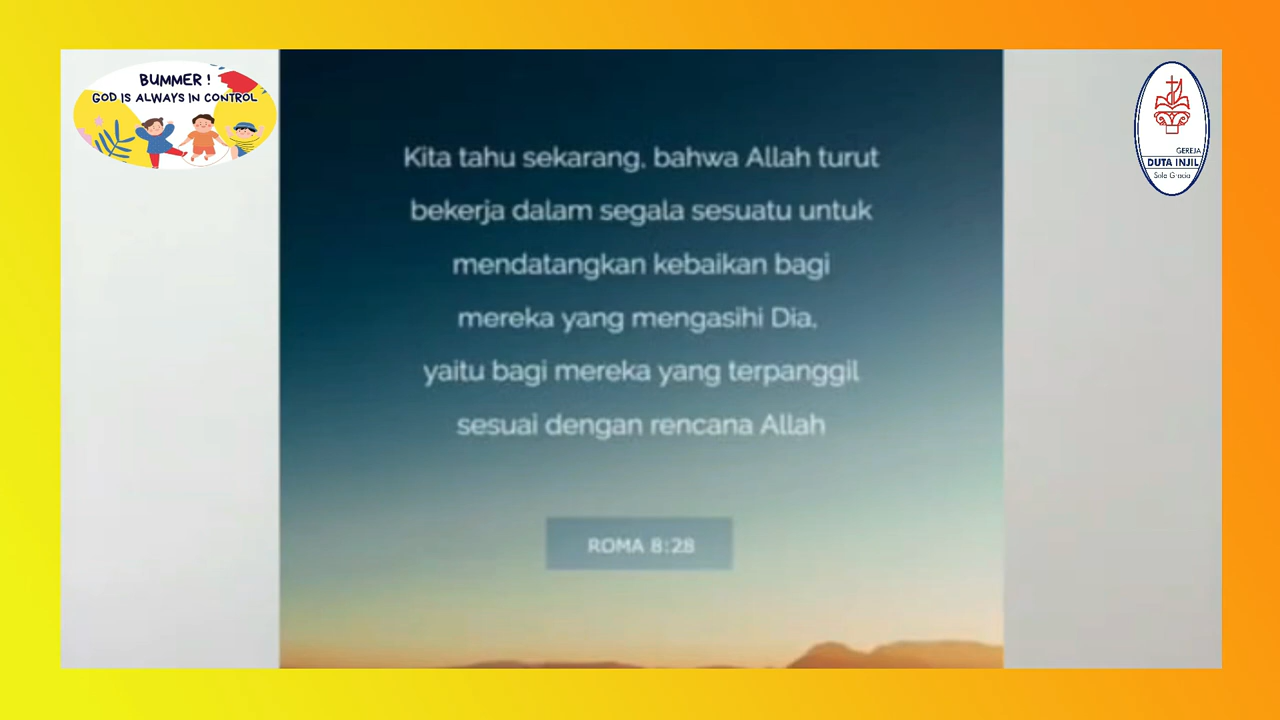 BUMMER !
GOD IS ALWAYS IN CONTROL
Kita tahu sekarang, bahwa Allah turut
bekerja dalam segala sesuatu untuk
mendatangkan kebaikan bagi
mereka yang mengasihi Dia,
yaitu bagi mereka yang terpanggil
sesuai dengan rencana Allah
ROMA 8:28
GEREJA
DUTA INJIL
Sola Gracia